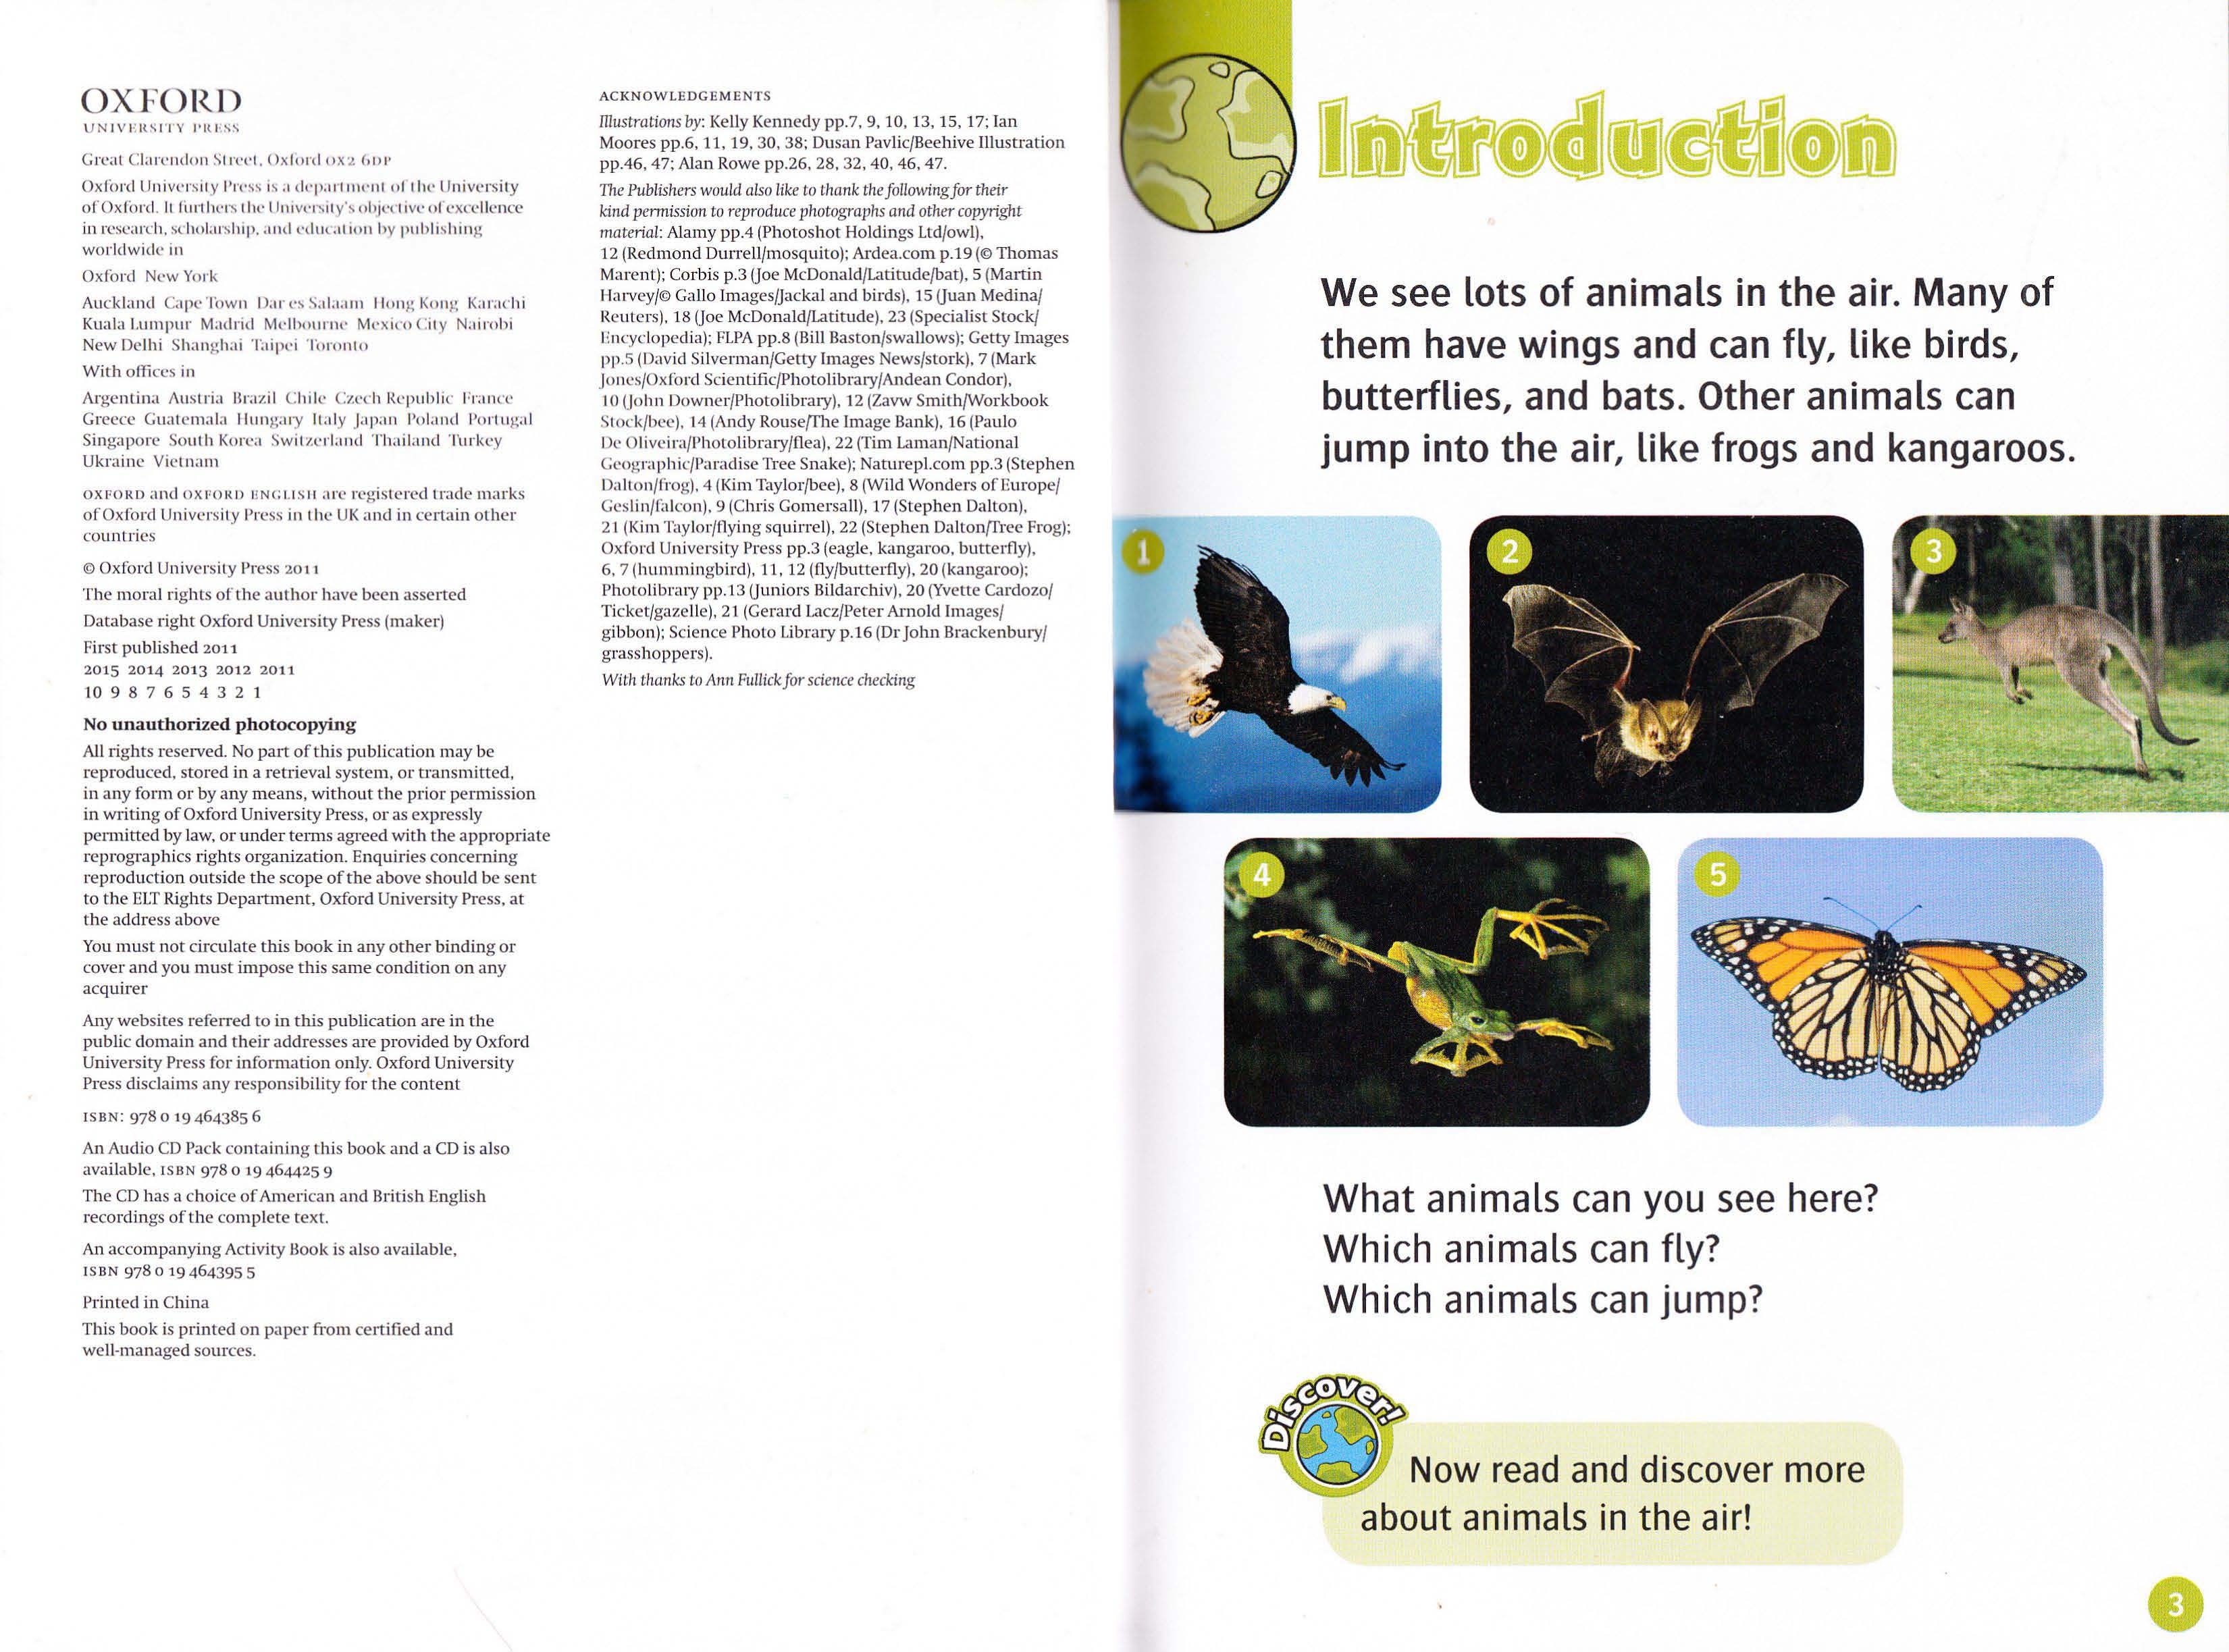 OXFORD
UNIVERSITY PRESS
Great Clarendon Street, Oxford OX2 6DP
Oxford University Press is a department of the University
of Oxford. It furthers the University's objective of excellence
in research, scholarship, and education by publishing
worldwide in
Oxford New York
Auckland Cape Town Dar es Salaam Hong Kong Karachi
Kuala Lumpur Madrid Melbourne Mexico City Nairobi
New Delhi Shanghai Taipei Toronto
With offices in
Argentina Austria Brazil Chile Czech Republic France
Greece Guatemala Hungary Italy Japan Poland Portugal
Singapore South Korea Switzerland Thailand Turkey
Ukraine Vietnam
OXFORD and OXFORD ENGLISH are registered trade marks
of Oxford University Press in the UK and in certain other
countries
© Oxford University Press 2011
The moral rights of the author have been asserted
Database right Oxford University Press (maker)
First published 2011
2015 2014 2013 2012 2011
10 9 8 7 6 5 4 3 2 1
No unauthorized photocopying
All rights reserved. No part of this publication may be
reproduced, stored in a retrieval system, or transmitted,
in any form or by any means, without the prior permission
in writing of Oxford University Press, or as expressly
permitted by law, or under terms agreed with the appropriate
reprographics rights organization. Enquiries concerning
reproduction outside the scope of the above should be sent
to the ELT Rights Department, Oxford University Press, at
the address above
You must not circulate this book in any other binding or
cover and you must impose this same condition on any
acquirer
Any websites referred to in this publication are in the
public domain and their addresses are provided by Oxford
University Press for information only. Oxford University
Press disclaims any responsibility for the content
ISBN: 978 0 19 464385 6
An Audio CD Pack containing this book and a CD is also
available, ISBN 978 0 19 464425 9
The CD has a choice of American and British English
recordings of the complete text.
An accompanying Activity Book is also available,
ISBN 978 0 19 464395 5
Printed in China
This book is printed on paper from certified and
well-managed sources.
ACKNOWLEDGEMENTS
Illustrations by: Kelly Kennedy pp.7, 9, 10, 13, 15, 17; Ian
Moores pp.6, 11, 19, 30, 38; Dusan Pavlic/Beehive Illustration
pp.46, 47; Alan Rowe pp.26, 28, 32, 40, 46, 47.
The Publishers would also like to thank the following for their
kind permission to reproduce photographs and other copyright
material: Alamy pp.4 (Photoshot Holdings Ltd/owl),
12 (Redmond Durrell/mosquito); Ardea.com p.19 (© Thomas
Marent); Corbis p.3 (Joe McDonald/Latitude/bat), 5 (Martin
Harvey/© Gallo Images/Jackal and birds), 15 (Juan Medina/
Reuters), 18 (Joe McDonald/Latitude), 23 (Specialist Stock/
Encyclopedia); FLPA pp.8 (Bill Baston/swallows); Getty Images
pp.5 (David Silverman/Getty Images News/stork), 7 (Mark
Jones/Oxford Scientific/Photolibrary/Andean Condor),
10 (John Downer/Photolibrary), 12 (Zavw Smith/Workbook
Stock/bee), 14 (Andy Rouse/The Image Bank), 16 (Paulo
De Oliveira/Photolibrary/flea), 22 (Tim Laman/National
Geographic/Paradise Tree Snake); Naturepl.com pp.3 (Stephen
Dalton/frog), 4 (Kim Taylor/bee), 8 (Wild Wonders of Europe/
Geslin/falcon), 9 (Chris Gomersall), 17 (Stephen Dalton),
21 (Kim Taylor/flying squirrel), 22 (Stephen Dalton/Tree Frog);
Oxford University Press pp.3 (eagle, kangaroo, butterfly),
6, 7 (hummingbird), 11, 12 (fly/butterfly), 20 (kangaroo);
Photolibrary pp.13 (Juniors Bildarchiv), 20 (Yvette Cardozo/
Ticket/gazelle), 21 (Gerard Lacz/Peter Arnold Images/
gibbon); Science Photo Library p.16 (Dr John Brackenbury/
grasshoppers).
With thanks to Ann Fullick for science checking
Introduction
We see lots of animals in the air. Many of
them have wings and can fly, like birds,
butterflies, and bats. Other animals can
jump into the air, like frogs and kangaroos.
1
2
3
4
5
What animals can you see here?
Which animals can fly?
Which animals can jump?
Discover!
Now read and discover more
about animals in the air!
3